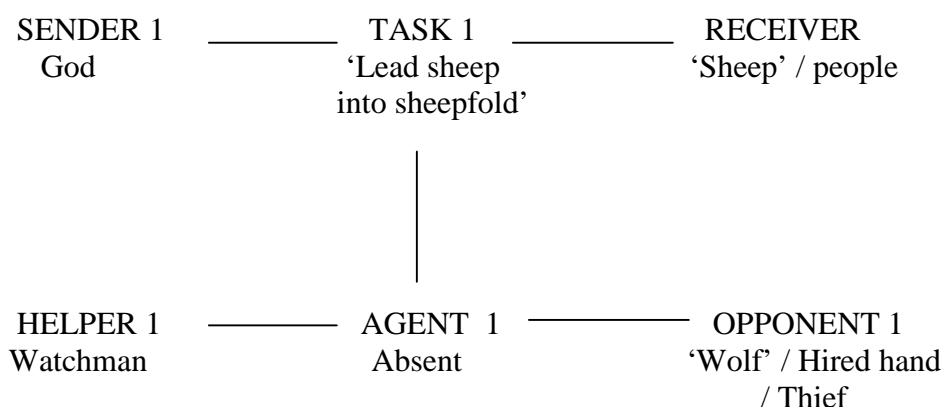 SENDER 1 TASK 1 RECEIVER
God ‘Lead sheep ‘Sheep’ / people
into sheepfold’
HELPER 1 AGENT 1 OPPONENT 1
Watchman Absent ‘Wolf’ / Hired hand
/ Thief